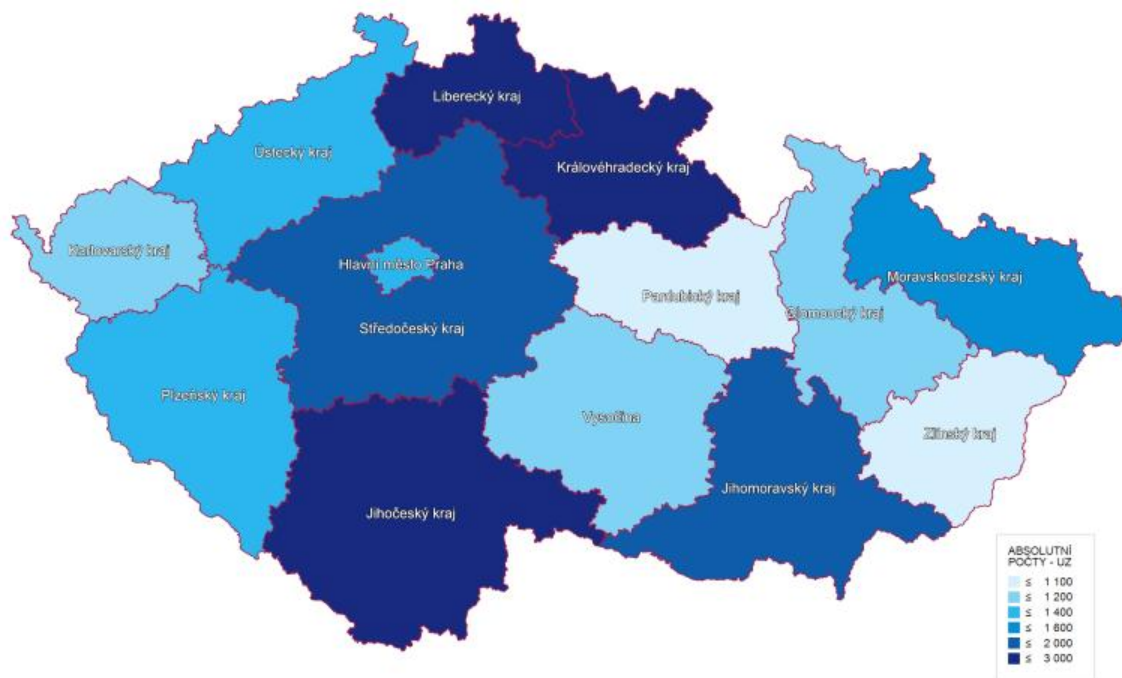 Liberecký kraj
Ústecký kraj
Královéhradecký kraj
Karlovarský kraj
Hlavní město Praha
Moravskoslezský kraj
Pardubický kraj
Olomoucký kraj
Středočeský kraj
Plzeňský kraj
Vysočina
Zlínský kraj
Jihomoravský kraj
Jihočeský kraj
ABSOLUTNÍ
POČTY - UZ
≤ 1 100
≤ 1 200
≤ 1 400
≤ 1 600
≤ 2 000
≤ 3 000